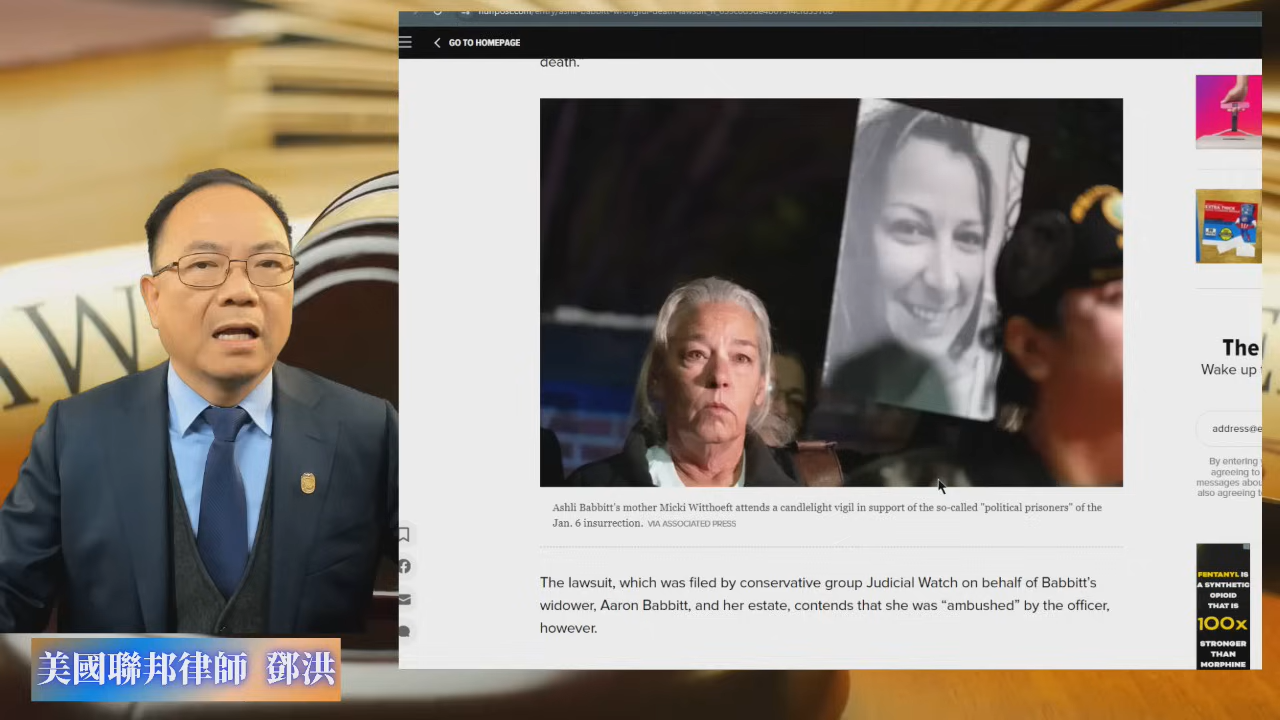 GO TO HOMEPAGE
death.
Ashli Babbitt's mother Micki Witthoeft attends a candlelight vigil in support of the so-called "political prisoners" of the
Jan. 6 insurrection. VIA ASSOCIATED PRESS
The lawsuit, which was filed by conservative group Judicial Watch on behalf of Babbitt's
widower, Aaron Babbitt, and her estate, contends that she was “ambushed” by the officer,
however.
The
Wake up
address@e
By entering
agreeing to
messages abou
also agreeing t
FENTANYL IS
A SYNTHETIC
OPIOID
THAT IS
100x
STRONGER
THAN
MORPHINE
EXTRA THICK
AW
美國聯邦律師 鄧洪